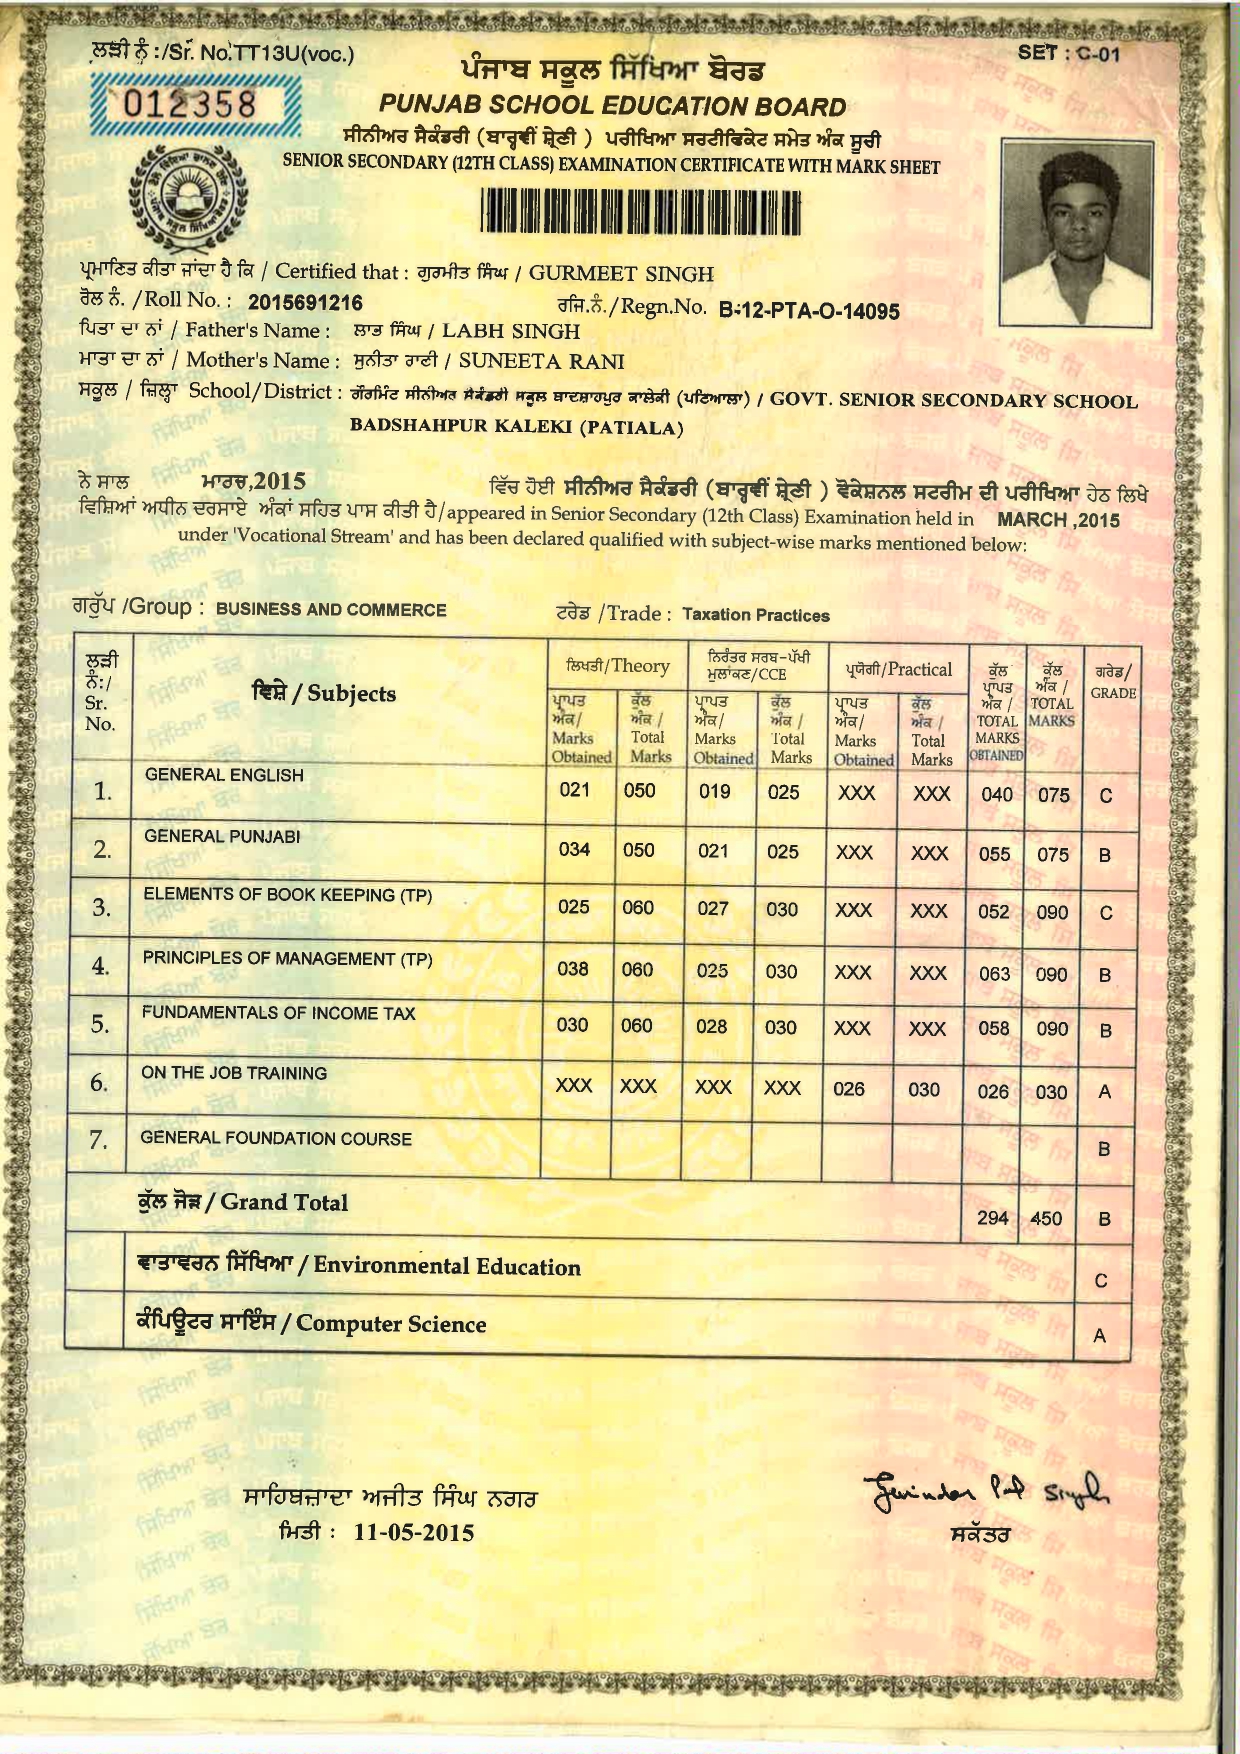 ਲੜੀ ਨੰ:/Sr. No.TT13U(voc.)
SET : C-01
012358
ਪੰਜਾਬ ਸਕੂਲ ਸਿੱਖਿਆ ਬੋਰਡ
PUNJAB SCHOOL EDUCATION BOARD
ਸੀਨੀਅਰ ਸੈਕੰਡਰੀ (ਬਾਰ੍ਹਵੀਂ ਸ਼੍ਰੇਣੀ ) ਪਰੀਖਿਆ ਸਰਟੀਫਿਕੇਟ ਸਮੇਤ ਅੰਕ ਸੂਚੀ
SENIOR SECONDARY (12TH CLASS) EXAMINATION CERTIFICATE WITH MARK SHEET
ਪ੍ਰਮਾਣਿਤ ਕੀਤਾ ਜਾਂਦਾ ਹੈ ਕਿ / Certified that : ਗੁਰਮੀਤ ਸਿੰਘ / GURMEET SINGH
ਰੋਲ ਨੰ. /Roll No. : 2015691216 ਰਜਿ.ਨੰ./Regn.No. B-12-PTA-O-14095
ਪਿਤਾ ਦਾ ਨਾਂ / Father's Name : ਲਾਭ ਸਿੰਘ / LABH SINGH
ਮਾਤਾ ਦਾ ਨਾਂ / Mother's Name : ਸੁਨੀਤਾ ਰਾਣੀ / SUNEETA RANI
ਸਕੂਲ / ਜ਼ਿਲ੍ਹਾ School/District : ਗੌਰਮਿੰਟ ਸੀਨੀਅਰ ਸੈਕੰਡਰੀ ਸਕੂਲ ਬਾਦਸ਼ਾਹਪੁਰ ਕਾਲੇਕੀ (ਪਟਿਆਲਾ) / GOVT. SENIOR SECONDARY SCHOOL
BADSHAHPUR KALEKI (PATIALA)
ਨੇ ਸਾਲ ਮਾਰਚ,2015 ਵਿੱਚ ਹੋਈ ਸੀਨੀਅਰ ਸੈਕੰਡਰੀ (ਬਾਰ੍ਹਵੀਂ ਸ਼੍ਰੇਣੀ ) ਵੋਕੇਸ਼ਨਲ ਸਟਰੀਮ ਦੀ ਪਰੀਖਿਆ ਹੇਠ ਲਿਖੇ
ਵਿਸ਼ਿਆਂ ਅਧੀਨ ਦਰਸਾਏ ਅੰਕਾਂ ਸਹਿਤ ਪਾਸ ਕੀਤੀ ਹੈ/appeared in Senior Secondary (12th Class) Examination held in MARCH ,2015
under 'Vocational Stream' and has been declared qualified with subject-wise marks mentioned below:
ਗਰੁੱਪ /Group : BUSINESS AND COMMERCE ਟਰੇਡ /Trade : Taxation Practices
ਲੜੀ ਨੰ:/ Sr. No. ਵਿਸ਼ੇ / Subjects ਲਿਖਤੀ/Theory ਨਿਰੰਤਰ ਸਰਬ-ਪੱਖੀ ਮੁਲਾਂਕਣ/CCE ਪ੍ਰਯੋਗੀ/Practical ਕੁੱਲ ਪ੍ਰਾਪਤ ਅੰਕ / TOTAL MARKS OBTAINED ਕੁੱਲ ਅੰਕ / TOTAL MARKS ਗਰੇਡ/ GRADE
ਪ੍ਰਾਪਤ ਅੰਕ/ Marks Obtained ਕੁੱਲ ਅੰਕ / Total Marks ਪ੍ਰਾਪਤ ਅੰਕ/ Marks Obtained ਕੁੱਲ ਅੰਕ / Total Marks ਪ੍ਰਾਪਤ ਅੰਕ/ Marks Obtained ਕੁੱਲ ਅੰਕ / Total Marks
1. GENERAL ENGLISH 021 050 019 025 XXX XXX 040 075 C
2. GENERAL PUNJABI 034 050 021 025 XXX XXX 055 075 B
3. ELEMENTS OF BOOK KEEPING (TP) 025 060 027 030 XXX XXX 052 090 C
4. PRINCIPLES OF MANAGEMENT (TP) 038 060 025 030 XXX XXX 063 090 B
5. FUNDAMENTALS OF INCOME TAX 030 060 028 030 XXX XXX 058 090 B
6. ON THE JOB TRAINING XXX XXX XXX XXX 026 030 026 030 A
7. GENERAL FOUNDATION COURSE B
ਕੁੱਲ ਜੋੜ / Grand Total 294 450 B
ਵਾਤਾਵਰਨ ਸਿੱਖਿਆ / Environmental Education C
ਕੰਪਿਊਟਰ ਸਾਇੰਸ / Computer Science A
ਸਾਹਿਬਜ਼ਾਦਾ ਅਜੀਤ ਸਿੰਘ ਨਗਰ
ਮਿਤੀ : 11-05-2015
ਸਕੱਤਰ